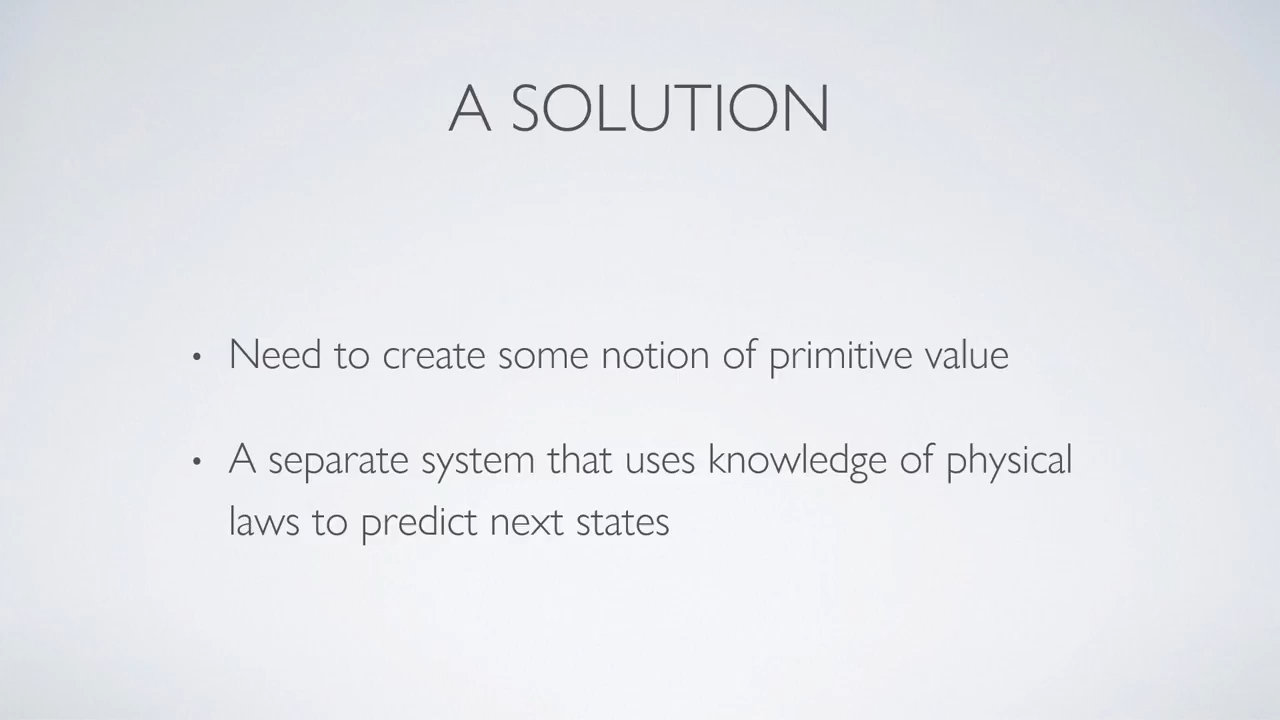 A SOLUTION
• Need to create some notion of primitive value
• A separate system that uses knowledge of physical
laws to predict next states